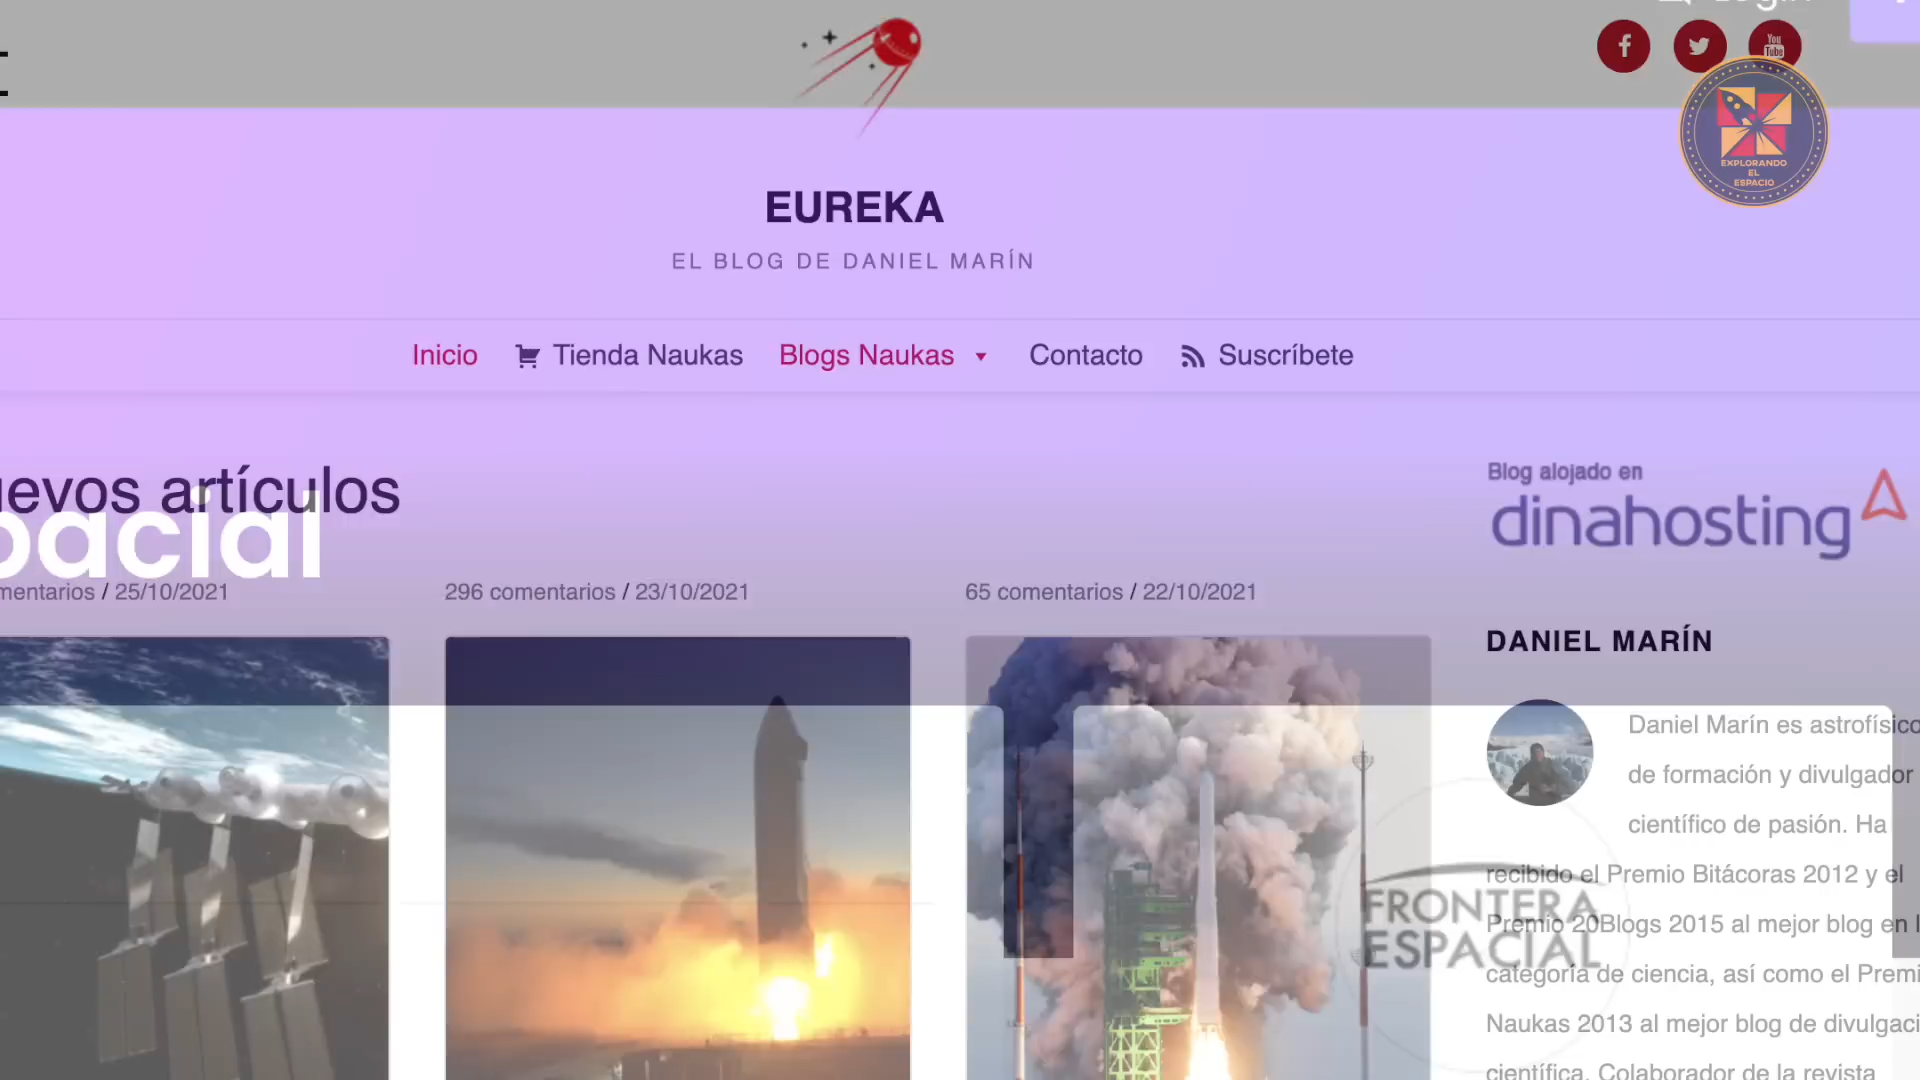 Login
You
Tube
EXPLORANDO
EL
ESPACIO
EUREKA
EL BLOG DE DANIEL MARÍN
Inicio
Tienda Naukas
Blogs Naukas
Contacto
Suscríbete
evos artículos
pacial
mentarios / 25/10/2021
296 comentarios / 23/10/2021
65 comentarios / 22/10/2021
Blog alojado en
dinahosting
DANIEL MARÍN
Daniel Marín es astrofísico
de formación y divulgador
científico de pasión. Ha
recibido el Premio Bitácoras 2012 y el
Premio 20Blogs 2015 al mejor blog en l
categoría de ciencia, así como el Premi
Naukas 2013 al mejor blog de divulgaci
científica. Colaborador de la revista
FRONTERA
ESPACIAL